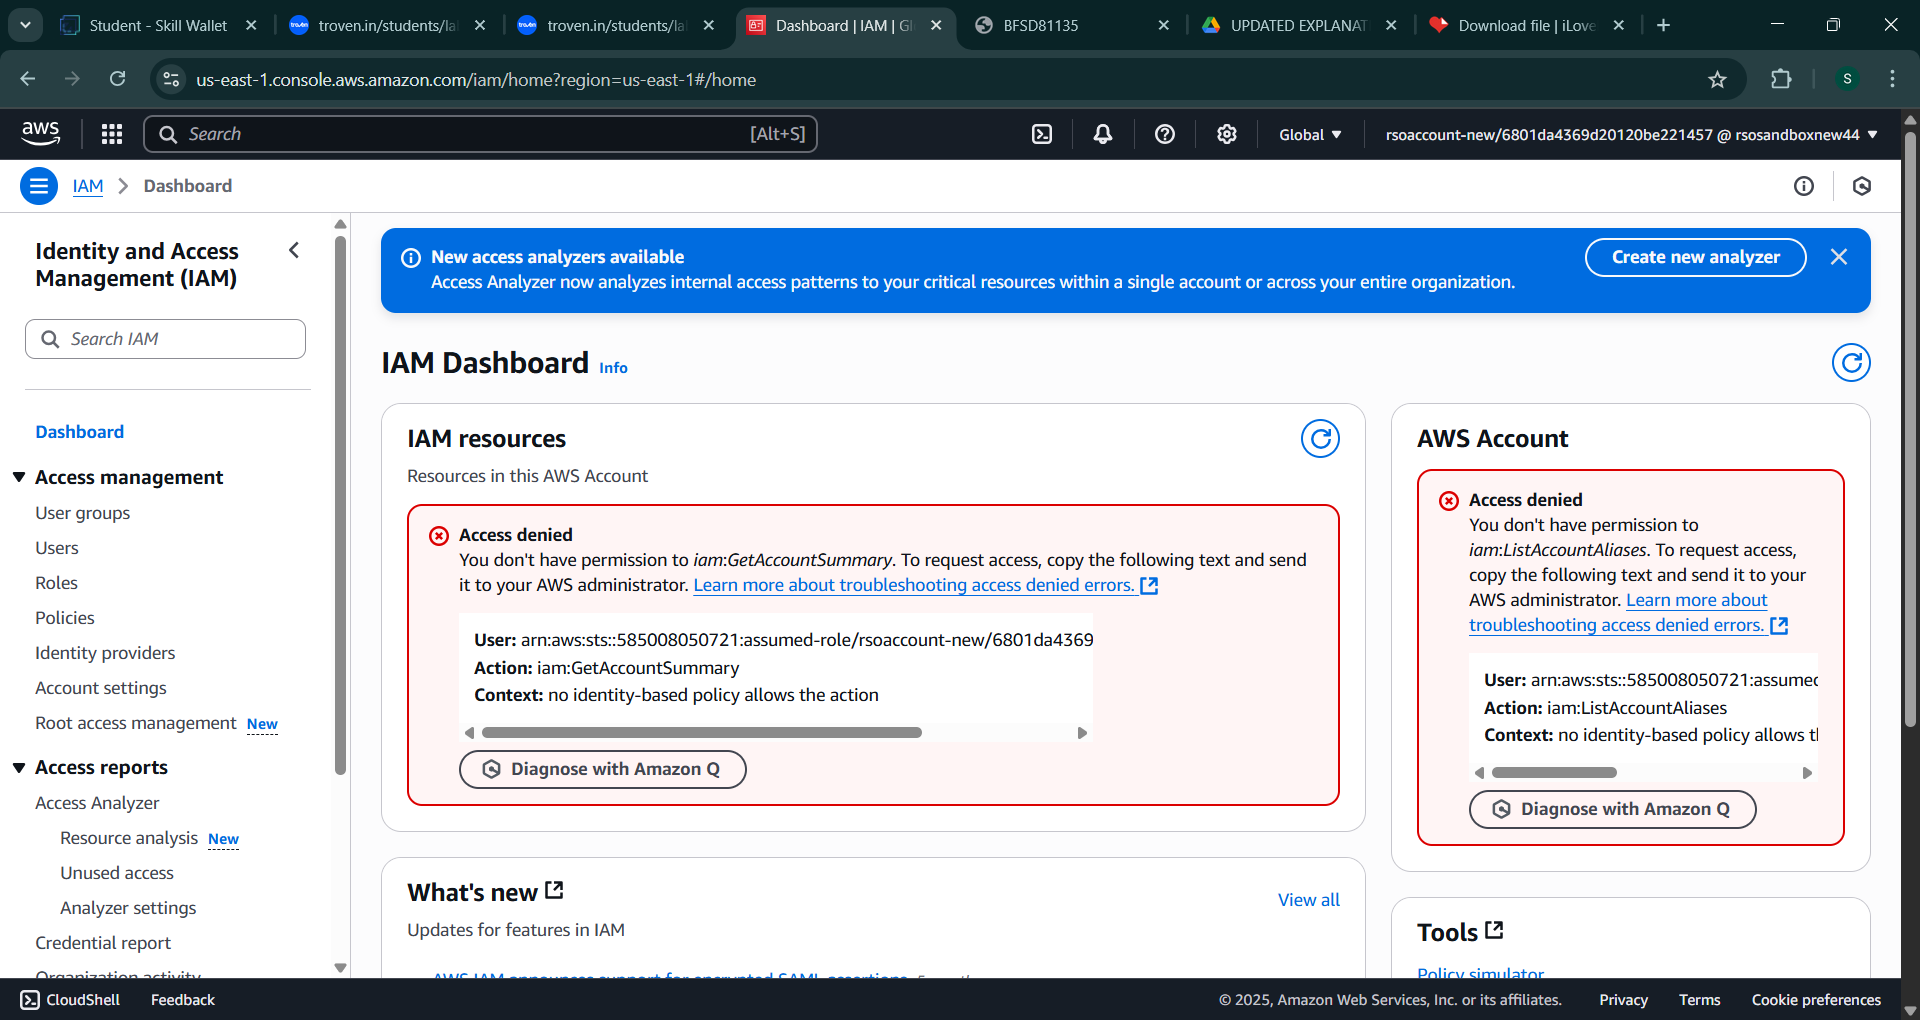 Student - Skill Wallet
troven.in/students/la
troven.in/students/la
Dashboard | IAM | Gl
BFSD81135
UPDATED EXPLANAT
Download file | iLove
us-east-1.console.aws.amazon.com/iam/home?region=us-east-1#/home
S
aws
Search
[Alt+S]
Global
rsoaccount-new/6801da4369d20120be221457 @ rsosandboxnew44
IAM
Dashboard
Identity and Access
Management (IAM)
Search IAM
Dashboard
Access management
User groups
Users
Roles
Policies
Identity providers
Account settings
Root access management New
Access reports
Access Analyzer
Resource analysis New
Unused access
Analyzer settings
Credential report
Organization activity
New access analyzers available
Access Analyzer now analyzes internal access patterns to your critical resources within a single account or across your entire organization.
Create new analyzer
IAM Dashboard Info
IAM resources
Resources in this AWS Account
Access denied
You don't have permission to iam:GetAccountSummary. To request access, copy the following text and send
it to your AWS administrator. Learn more about troubleshooting access denied errors.
User: arn:aws:sts::585008050721:assumed-role/rsoaccount-new/6801da4369
Action: iam:GetAccountSummary
Context: no identity-based policy allows the action
Diagnose with Amazon Q
AWS Account
Access denied
You don't have permission to
iam:ListAccountAliases. To request access,
copy the following text and send it to your
AWS administrator. Learn more about
troubleshooting access denied errors.
User: arn:aws:sts::585008050721:assumed
Action: iam:ListAccountAliases
Context: no identity-based policy allows tl
Diagnose with Amazon Q
What's new
View all
Updates for features in IAM
AWS IAM announces support for encrypted SAML assertions.
Tools
Policy simulator
CloudShell
Feedback
© 2025, Amazon Web Services, Inc. or its affiliates.
Privacy
Terms
Cookie preferences